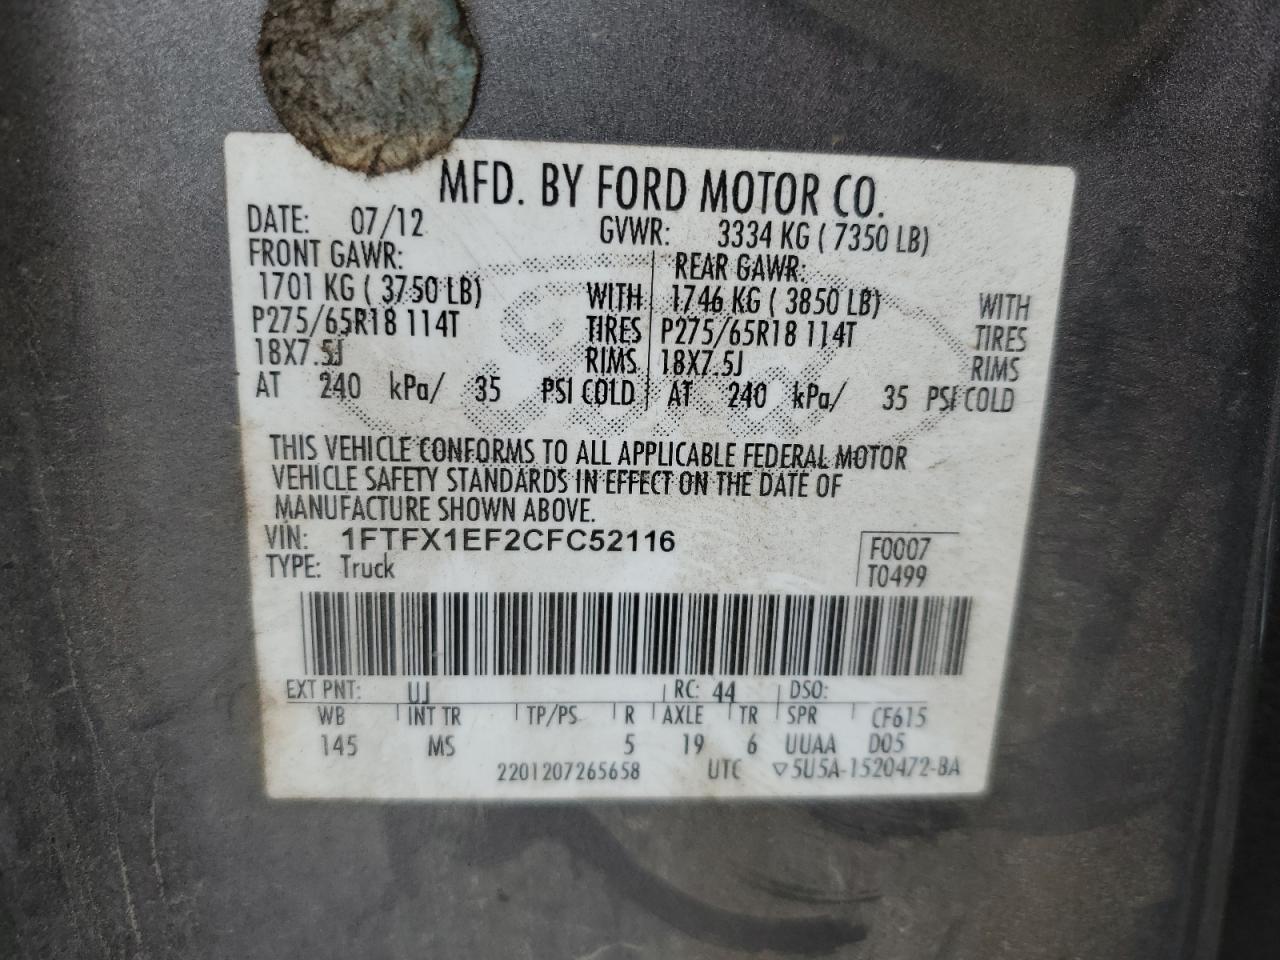 MFD. BY FORD MOTOR CO.
DATE: 07/12 GVWR: 3334 KG ( 7350 LB)
FRONT GAWR: REAR GAWR:
1701 KG ( 3750 LB) WITH 1746 KG ( 3850 LB) WITH
P275/65R18 114T TIRES P275/65R18 114T TIRES
18X7.5J RIMS 18X7.5J RIMS
AT 240 kPa/ 35 PSI COLD AT 240 kPa/ 35 PSI COLD
THIS VEHICLE CONFORMS TO ALL APPLICABLE FEDERAL MOTOR
VEHICLE SAFETY STANDARDS IN EFFECT ON THE DATE OF
MANUFACTURE SHOWN ABOVE.
VIN: 1FTFX1EF2CFC52116 F0007
TYPE: Truck T0499
EXT PNT: UJ RC: 44 DSO:
WB INT TR TP/PS R AXLE TR SPR CF615
145 MS 5 19 6 UUAA D05
2201207265658 UTC ▽5U5A-1520472-BA